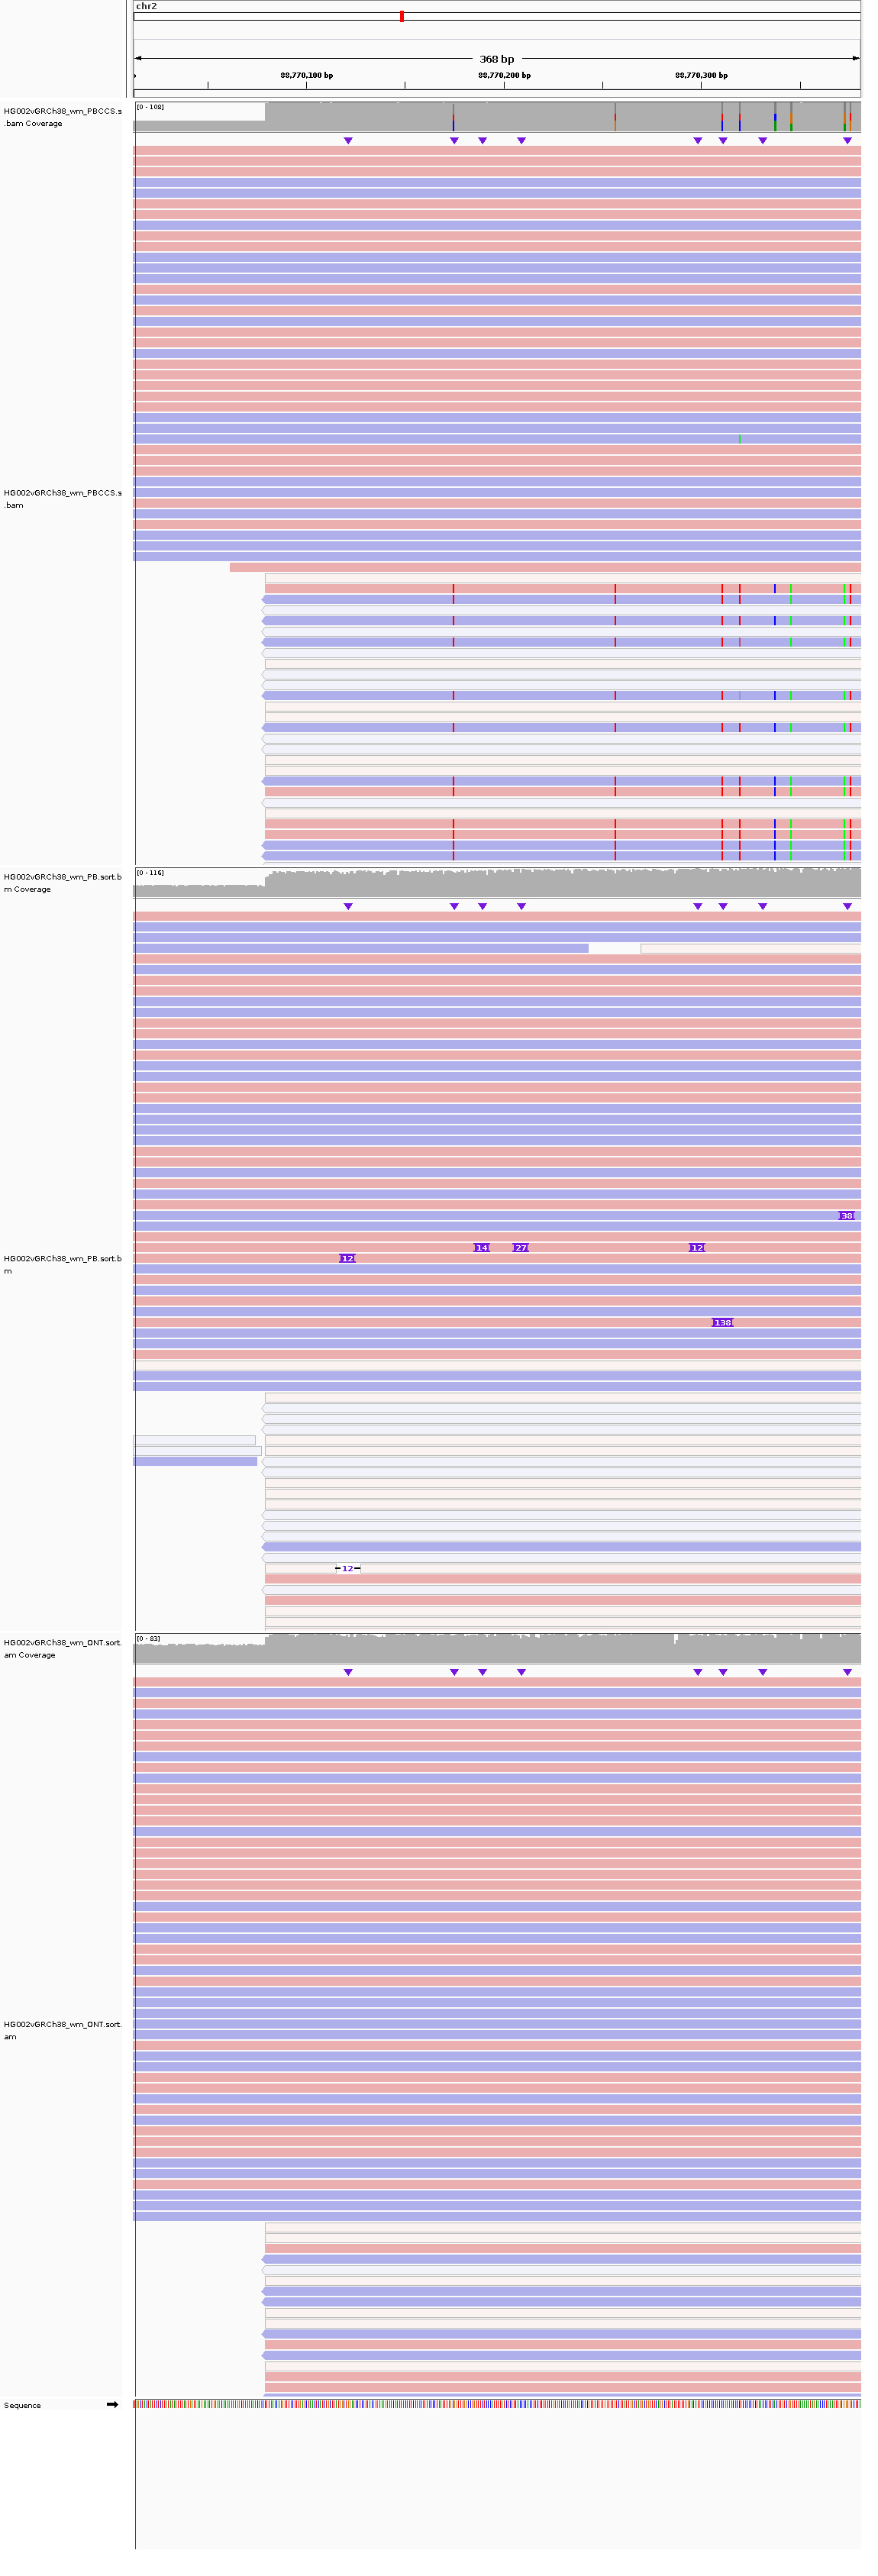 chr2
368 bp
88,770,100 bp
88,770,200 bp
88,770,300 bp
HG002vGRCh38_wm_PBCCS.s
.bam Coverage
[0 - 108]
HG002vGRCh38_wm_PBCCS.s
.bam
HG002vGRCh38_wm_PB.sort.b
m Coverage
[0 - 116]
38
14
27
12
12
HG002vGRCh38_wm_PB.sort.b
m
138
12
HG002vGRCh38_wm_ONT.sort.
am Coverage
[0 - 83]
HG002vGRCh38_wm_ONT.sort.
am
Sequence